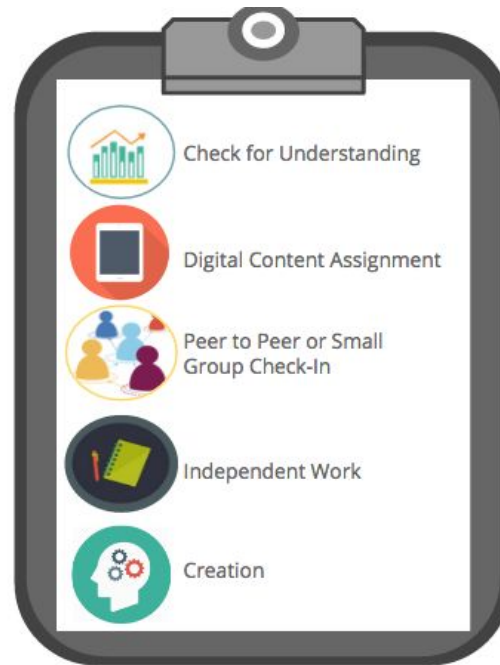 Check for Understanding
Digital Content Assignment
Peer to Peer or Small
Group Check-In
Independent Work
Creation